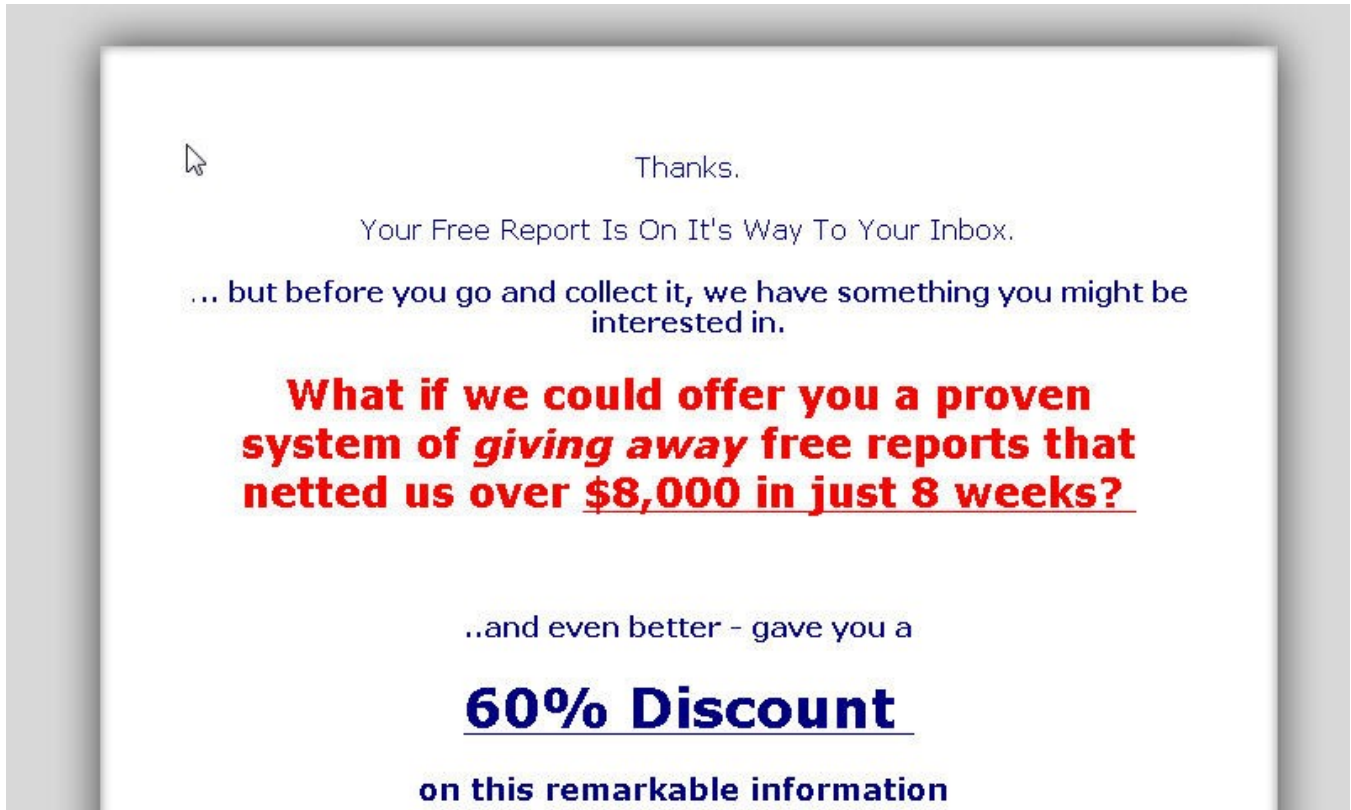 Thanks.
Your Free Report Is On It's Way To Your Inbox.
... but before you go and collect it, we have something you might be
interested in.
What if we could offer you a proven
system of giving away free reports that
netted us over $8,000 in just 8 weeks?
..and even better - gave you a
60% Discount
on this remarkable information